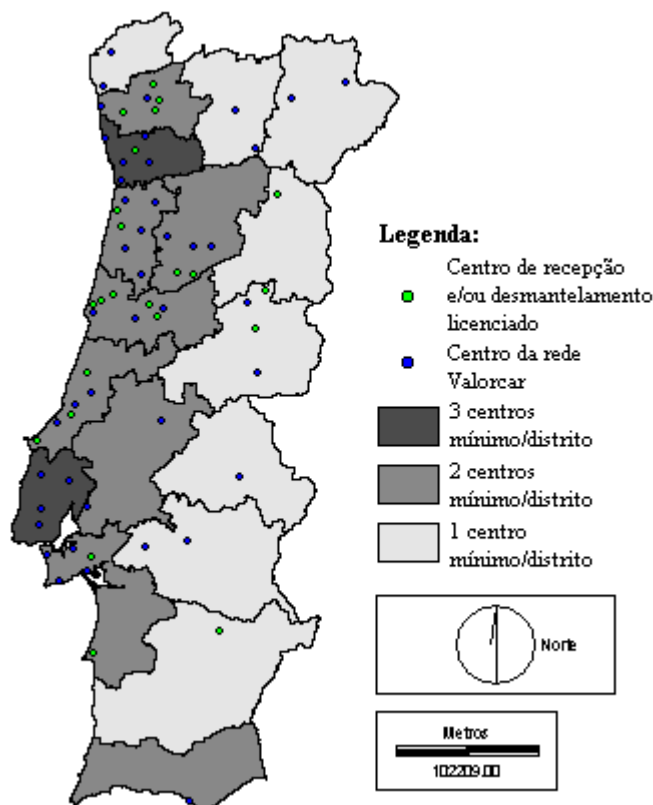 Legenda:
Centro de recepção
e/ou desmantelamento
licenciado
Centro da rede
Valorcar
3 centros
mínimo/distrito
2 centros
mínimo/distrito
1 centro
mínimo/distrito
Norte
Metros
102209.00